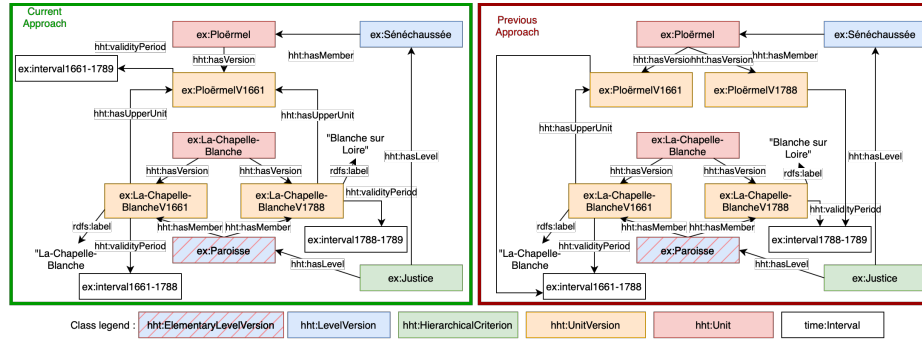 Current
Approach
ex:Ploërmel
ex:Sénéchaussée
hht:validityPeriod
hht:hasVersion
hht:hasMember
ex:interval1661-1789
ex:PloërmelV1661
hht:hasUpperUnit
hht:hasUpperUnit
hht:hasLevel
ex:La-Chapelle-
Blanche
"Blanche sur
Loire"
hht:hasVersion
hht:hasVersion
rdfs:label
ex:La-Chapelle-
BlancheV1661
ex:La-Chapelle-
BlancheV1788
hht:validityPeriod
rdfs:label
hht:hasMember
hht:hasMember
"La-Chapelle-
Blanche
hht:validityPeriod
ex:Paroisse
ex:interval1788-1789
hht:hasLevel
ex:interval1661-1788
ex:Justice
Previous
Approach
ex:Ploërmel
ex:Sénéchaussée
hht:hasVersion
hht:hasVersion
hht:hasMember
ex:PloërmelV1661
ex:PloërmelV1788
hht:hasUpperUnit
hht:hasLevel
ex:La-Chapelle-
Blanche
"Blanche sur
Loire"
hht:hasVersion
hht:hasVersion
rdfs:label
ex:La-Chapelle-
BlancheV1661
ex:La-Chapelle-
BlancheV1788
hht:validityPeriod
rdfs:label
hht:hasMember
hht:hasMember
"La-Chapelle-
Blanche
hht:validityPeriod
ex:Paroisse
ex:interval1788-1789
hht:hasLevel
ex:interval1661-1788
ex:Justice
Class legend :
hht:ElementaryLevelVersion
hht:LevelVersion
hht:HierarchicalCriterion
hht:UnitVersion
hht:Unit
time:Interval